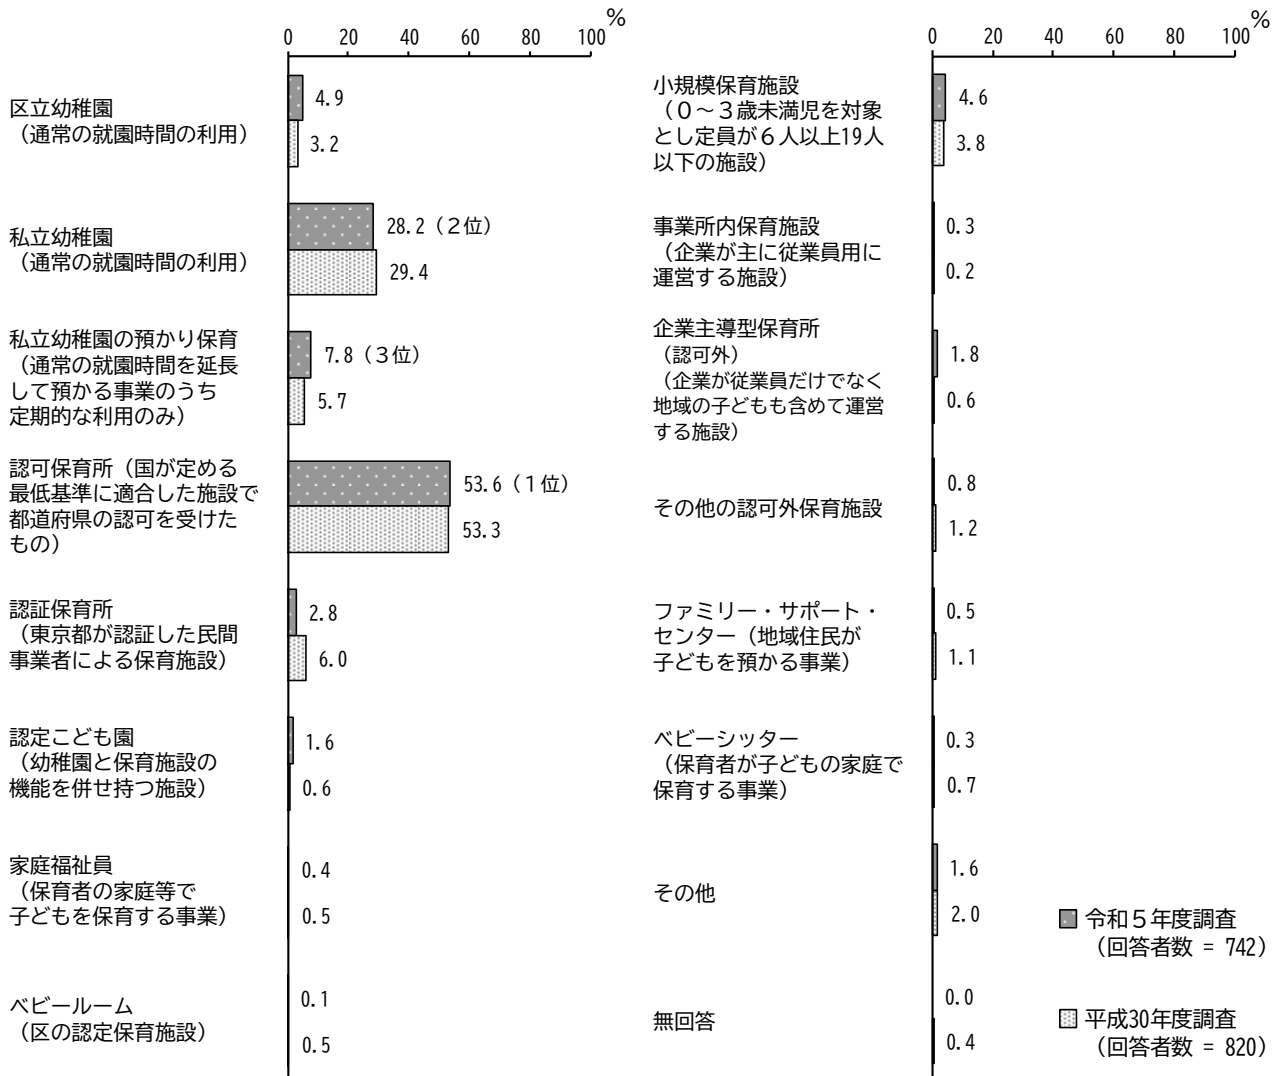 %
0 20 40 60 80 100
区立幼稚園
（通常の就園時間の利用）
4.9
3.2
私立幼稚園
（通常の就園時間の利用）
28.2（２位）
29.4
私立幼稚園の預かり保育
（通常の就園時間を延長
して預かる事業のうち
定期的な利用のみ）
7.8（３位）
5.7
認可保育所（国が定める
最低基準に適合した施設で
都道府県の認可を受けた
もの）
53.6（１位）
53.3
認証保育所
（東京都が認証した民間
事業者による保育施設）
2.8
6.0
認定こども園
（幼稚園と保育施設の
機能を併せ持つ施設）
1.6
0.6
家庭福祉員
（保育者の家庭等で
子どもを保育する事業）
0.4
0.5
ベビールーム
（区の認定保育施設）
0.1
0.5
%
0 20 40 60 80 100
小規模保育施設
（０～３歳未満児を対象
とし定員が６人以上19人
以下の施設）
4.6
3.8
事業所内保育施設
（企業が主に従業員用に
運営する施設）
0.3
0.2
企業主導型保育所
（認可外）
（企業が従業員だけでなく
地域の子どもも含めて運営
する施設）
1.8
0.6
その他の認可外保育施設
0.8
1.2
ファミリー・サポート・
センター（地域住民が
子どもを預かる事業）
0.5
1.1
ベビーシッター
（保育者が子どもの家庭で
保育する事業）
0.3
0.7
その他
1.6
2.0
無回答
0.0
0.4
令和５年度調査
（回答者数 = 742）
平成30年度調査
（回答者数 = 820）